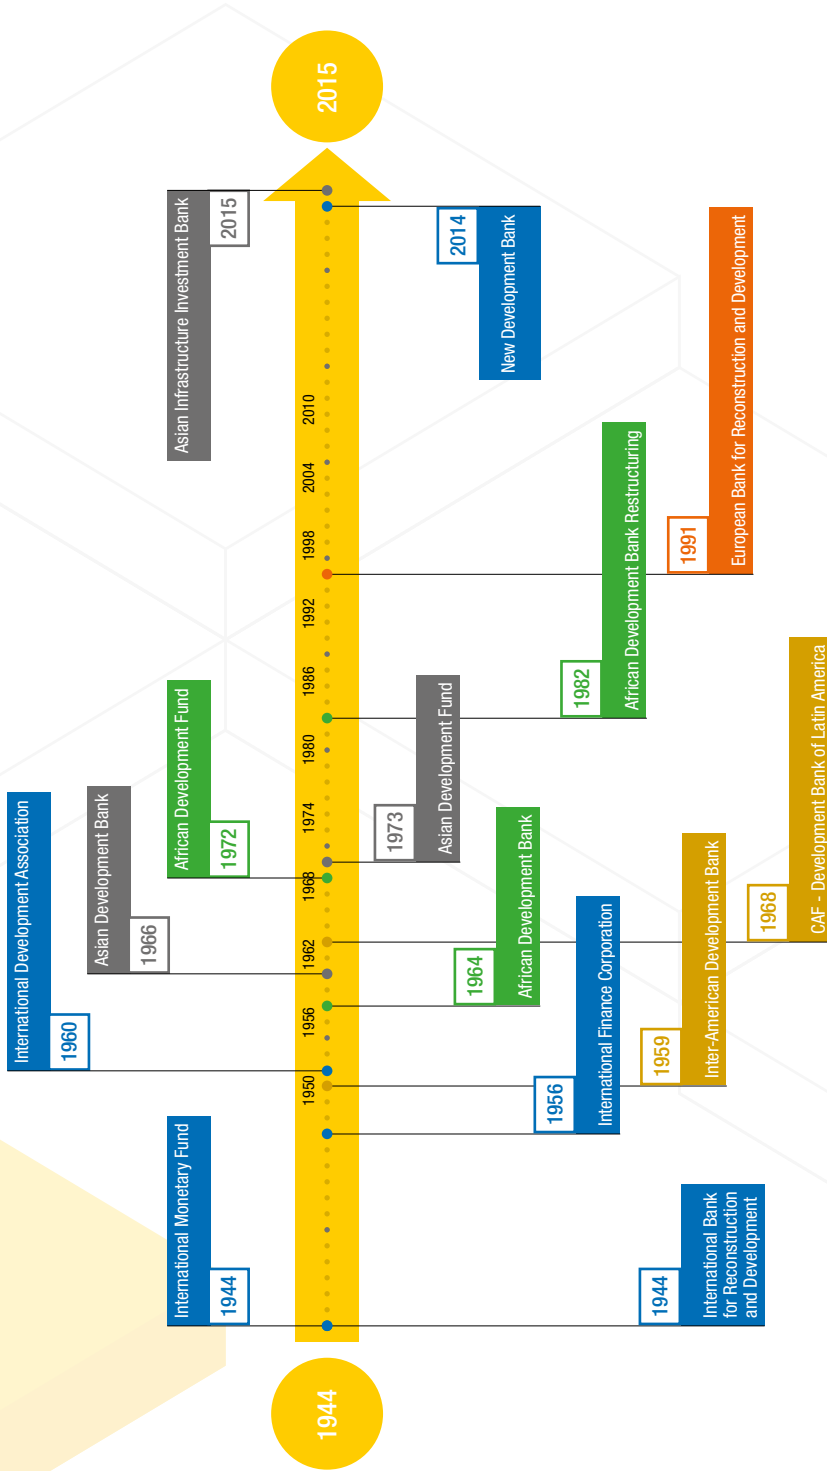 1944
International Monetary Fund
1944
International Bank
for Reconstruction
and Development
1944
International Finance Corporation
1956
Inter-American Development Bank
1959
International Development Association
1960
African Development Bank
1964
Asian Development Bank
1966
CAF - Development Bank of Latin America
1968
African Development Fund
1972
Asian Development Fund
1973
African Development Bank Restructuring
1982
European Bank for Reconstruction and Development
1991
New Development Bank
2014
Asian Infrastructure Investment Bank
2015
1950
1956
1962
1968
1974
1980
1986
1992
1998
2004
2010
2015